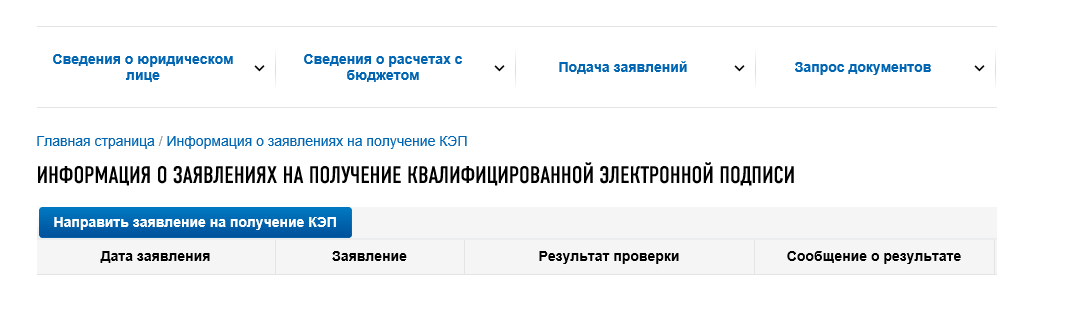 Сведения о юридическом
лице
Сведения о расчетах с
бюджетом
Подача заявлений
Запрос документов
Главная страница / Информация о заявлениях на получение КЭП
ИНФОРМАЦИЯ О ЗАЯВЛЕНИЯХ НА ПОЛУЧЕНИЕ КВАЛИФИЦИРОВАННОЙ ЭЛЕКТРОННОЙ ПОДПИСИ
Направить заявление на получение КЭП
Дата заявления Заявление Результат проверки Сообщение о результате